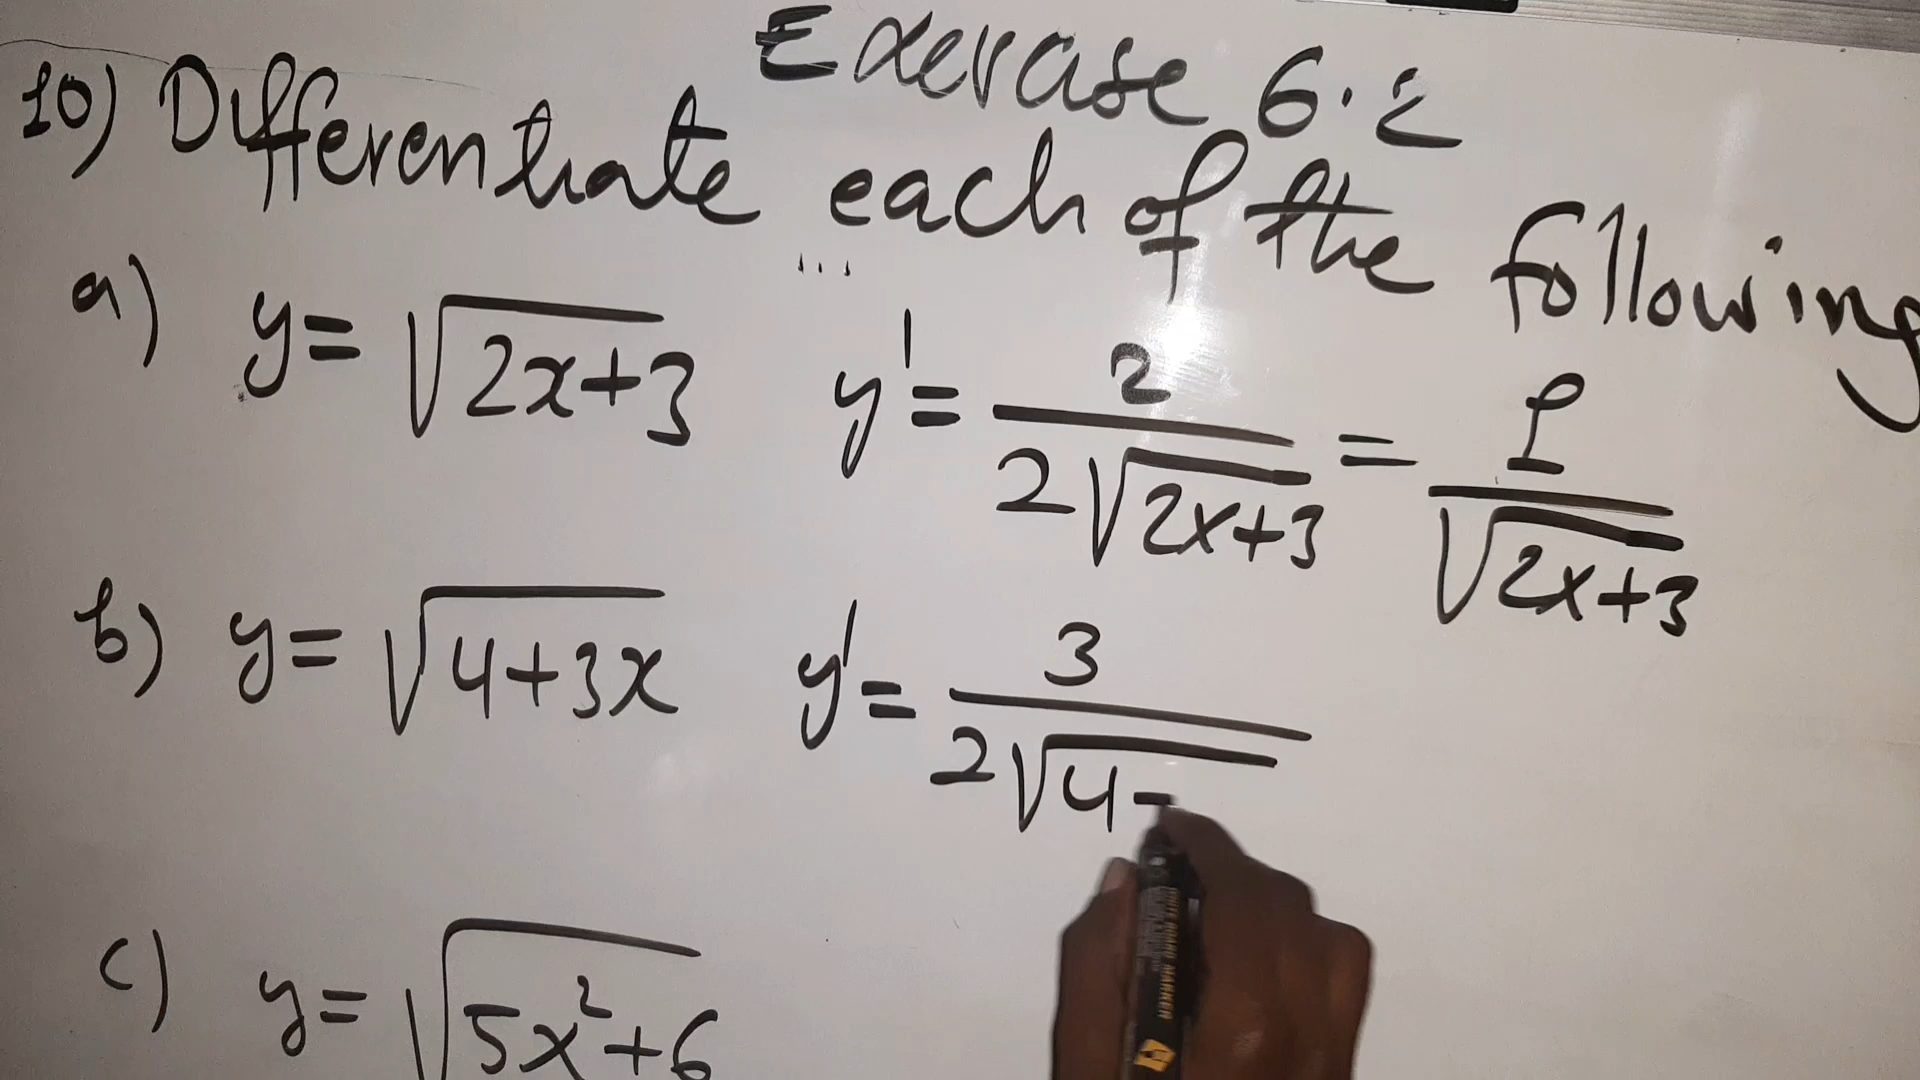 Exercise 6.2
10) Differentiate each of the following
a) y = √(2x+3) y' = 2/(2√(2x+3)) = 1/√(2x+3)
b) y = √(4+3x) y' = 3/(2√(4-
c) y = √(5x²+6